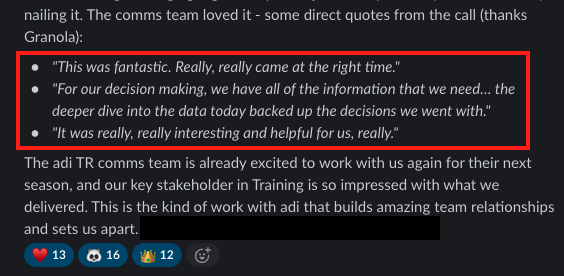 nailing it. The comms team loved it - some direct quotes from the call (thanks
Granola):
● "This was fantastic. Really, really came at the right time."
● "For our decision making, we have all of the information that we need... the
deeper dive into the data today backed up the decisions we went with."
● "It was really, really interesting and helpful for us, really."
The adi TR comms team is already excited to work with us again for their next
season, and our key stakeholder in Training is so impressed with what we
delivered. This is the kind of work with adi that builds amazing team relationships
and sets us apart.
❤️ 13 🐼 16 👑 12